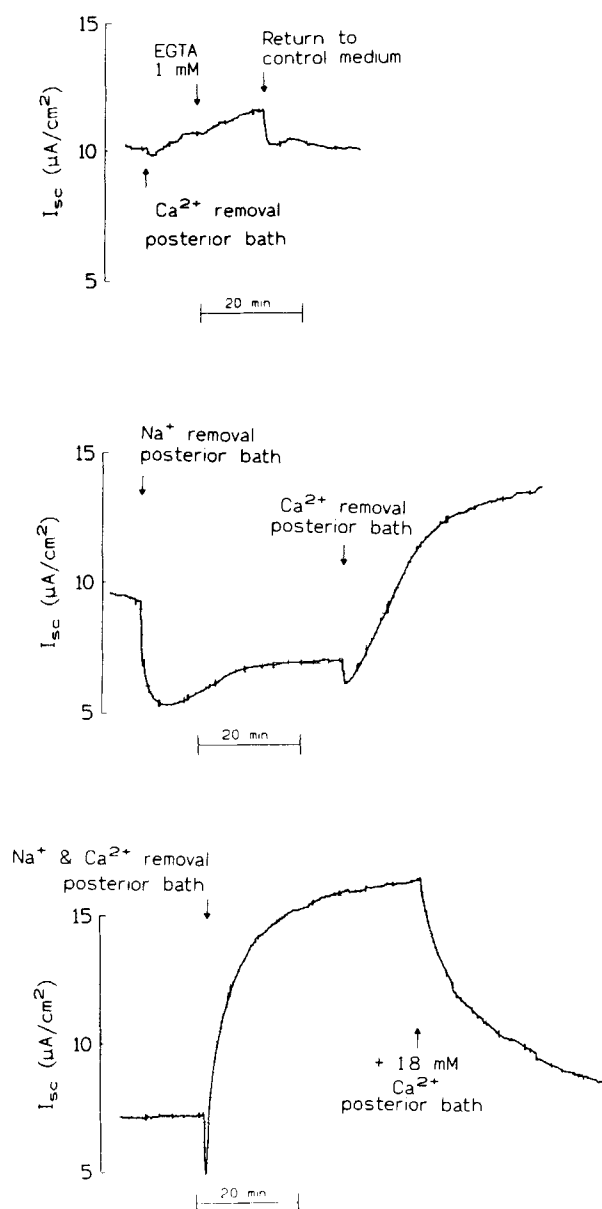 15
10
5
I_sc (μA/cm²)
EGTA
1 mM
Return to
control medium
Ca²⁺ removal
posterior bath
20 min
15
10
5
I_sc (μA/cm²)
Na⁺ removal
posterior bath
Ca²⁺ removal
posterior bath
20 min
Na⁺ & Ca²⁺ removal
posterior bath
15
10
5
I_sc (μA/cm²)
+ 18 mM
Ca²⁺
posterior bath
20 min